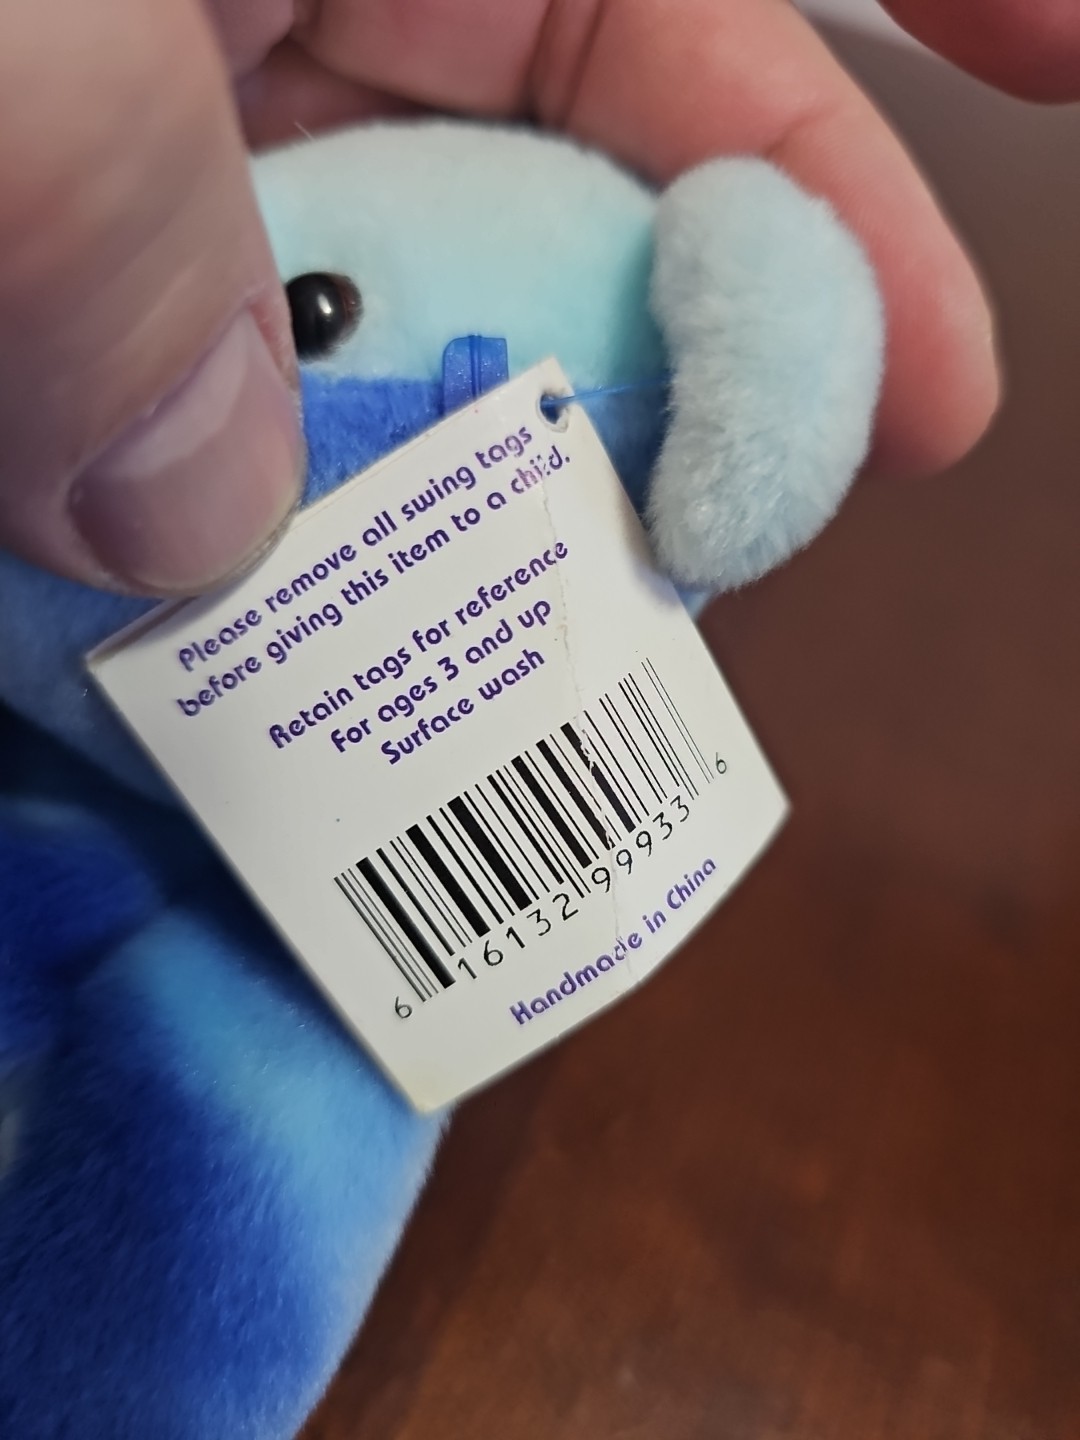 Please remove all swing tags
before giving this item to a child.
Retain tags for reference
For ages 3 and up
Surface wash
6 16132 99933 6
Handmade in China